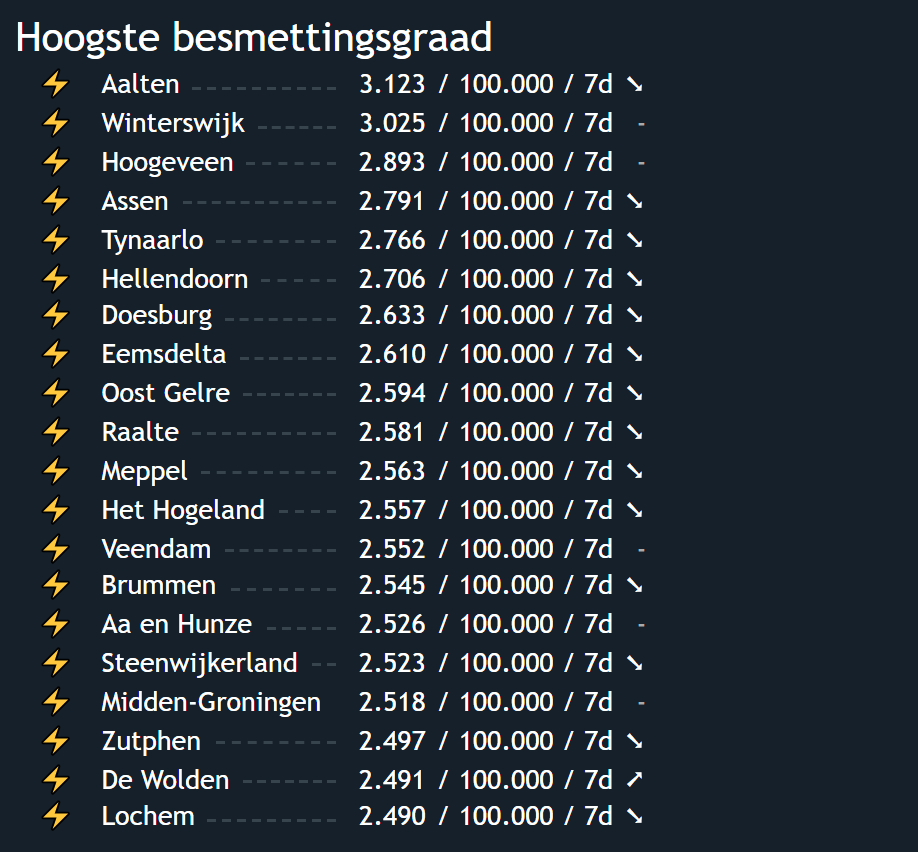 Hoogste besmettingsgraad
⚡ Aalten 3.123 / 100.000 / 7d ➘
⚡ Winterswijk 3.025 / 100.000 / 7d -
⚡ Hoogeveen 2.893 / 100.000 / 7d -
⚡ Assen 2.791 / 100.000 / 7d ➘
⚡ Tynaarlo 2.766 / 100.000 / 7d ➘
⚡ Hellendoorn 2.706 / 100.000 / 7d ➘
⚡ Doesburg 2.633 / 100.000 / 7d ➘
⚡ Eemsdelta 2.610 / 100.000 / 7d ➘
⚡ Oost Gelre 2.594 / 100.000 / 7d ➘
⚡ Raalte 2.581 / 100.000 / 7d ➘
⚡ Meppel 2.563 / 100.000 / 7d ➘
⚡ Het Hogeland 2.557 / 100.000 / 7d ➘
⚡ Veendam 2.552 / 100.000 / 7d -
⚡ Brummen 2.545 / 100.000 / 7d ➘
⚡ Aa en Hunze 2.526 / 100.000 / 7d -
⚡ Steenwijkerland 2.523 / 100.000 / 7d ➘
⚡ Midden-Groningen 2.518 / 100.000 / 7d -
⚡ Zutphen 2.497 / 100.000 / 7d ➘
⚡ De Wolden 2.491 / 100.000 / 7d ➚
⚡ Lochem 2.490 / 100.000 / 7d ➘